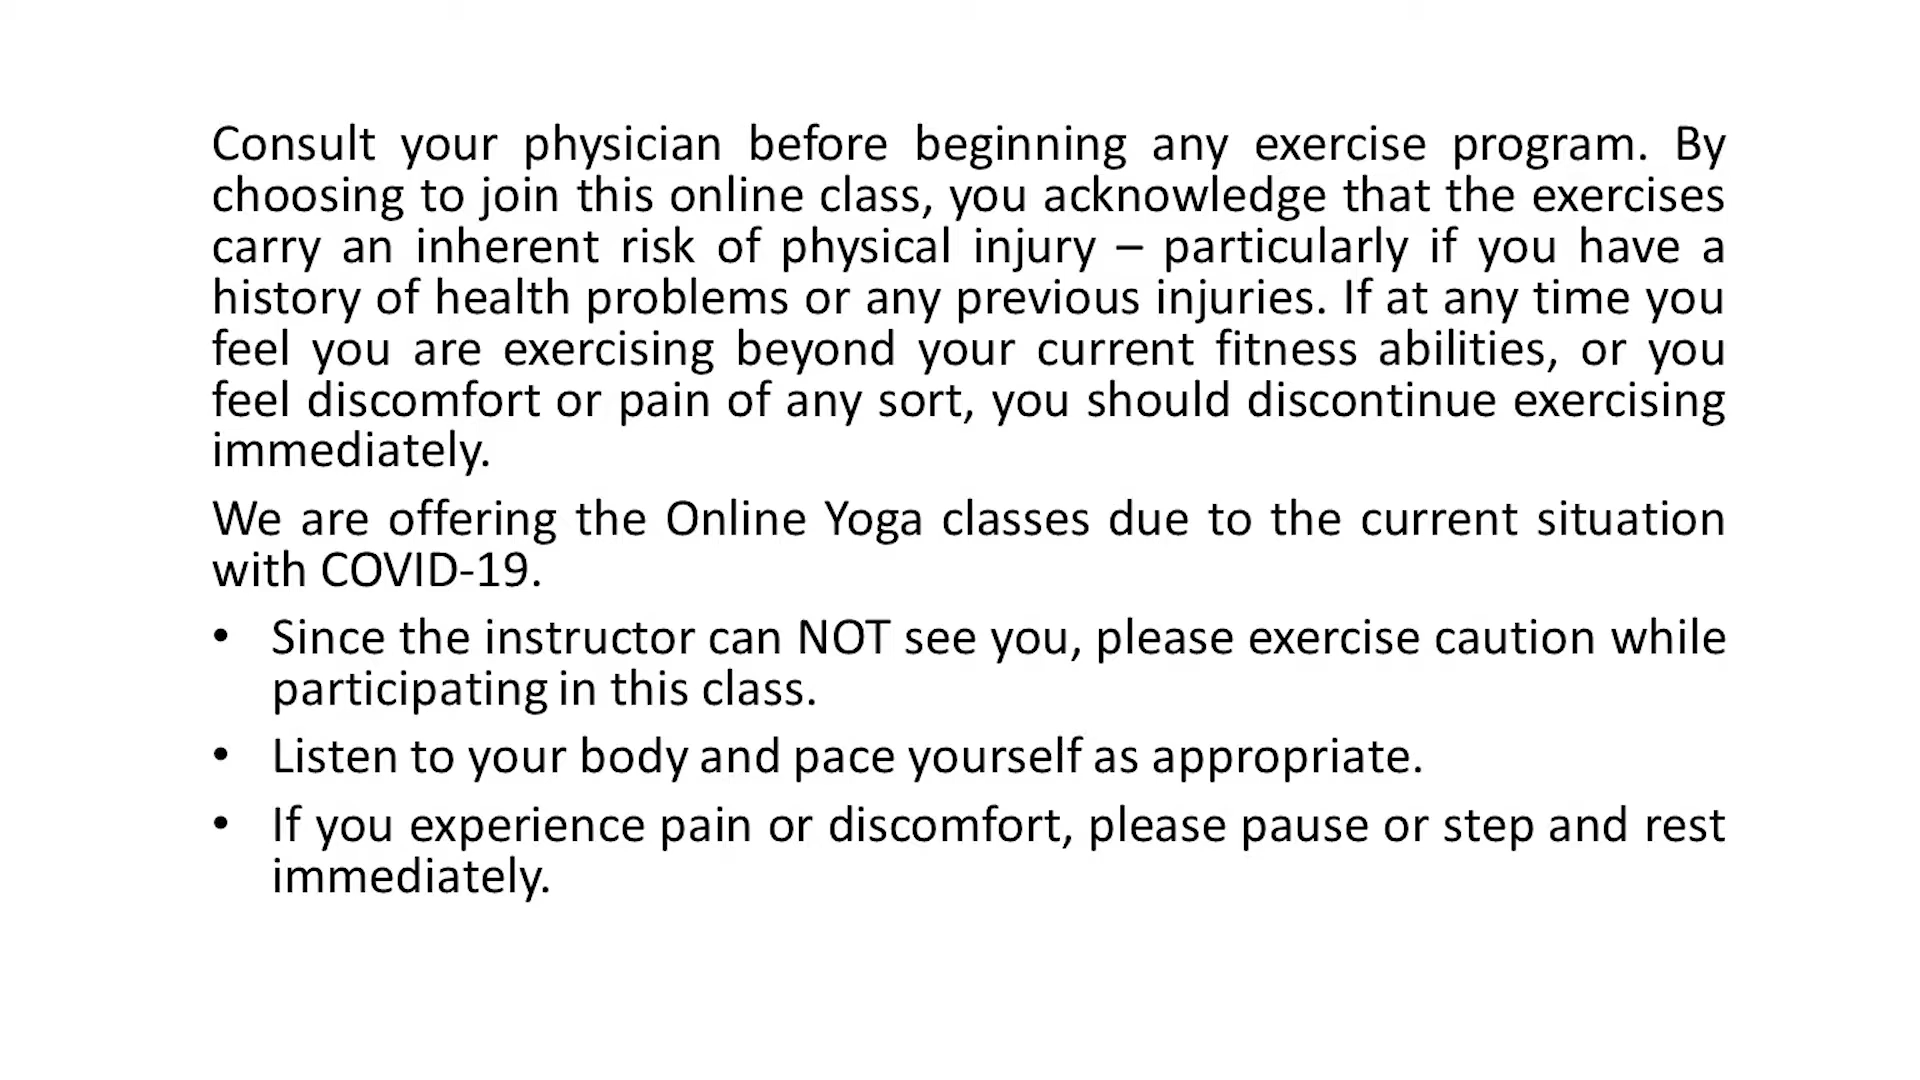 Consult your physician before beginning any exercise program. By
choosing to join this online class, you acknowledge that the exercises
carry an inherent risk of physical injury – particularly if you have a
history of health problems or any previous injuries. If at any time you
feel you are exercising beyond your current fitness abilities, or you
feel discomfort or pain of any sort, you should discontinue exercising
immediately.
We are offering the Online Yoga classes due to the current situation
with COVID-19.
• Since the instructor can NOT see you, please exercise caution while
participating in this class.
• Listen to your body and pace yourself as appropriate.
• If you experience pain or discomfort, please pause or step and rest
immediately.